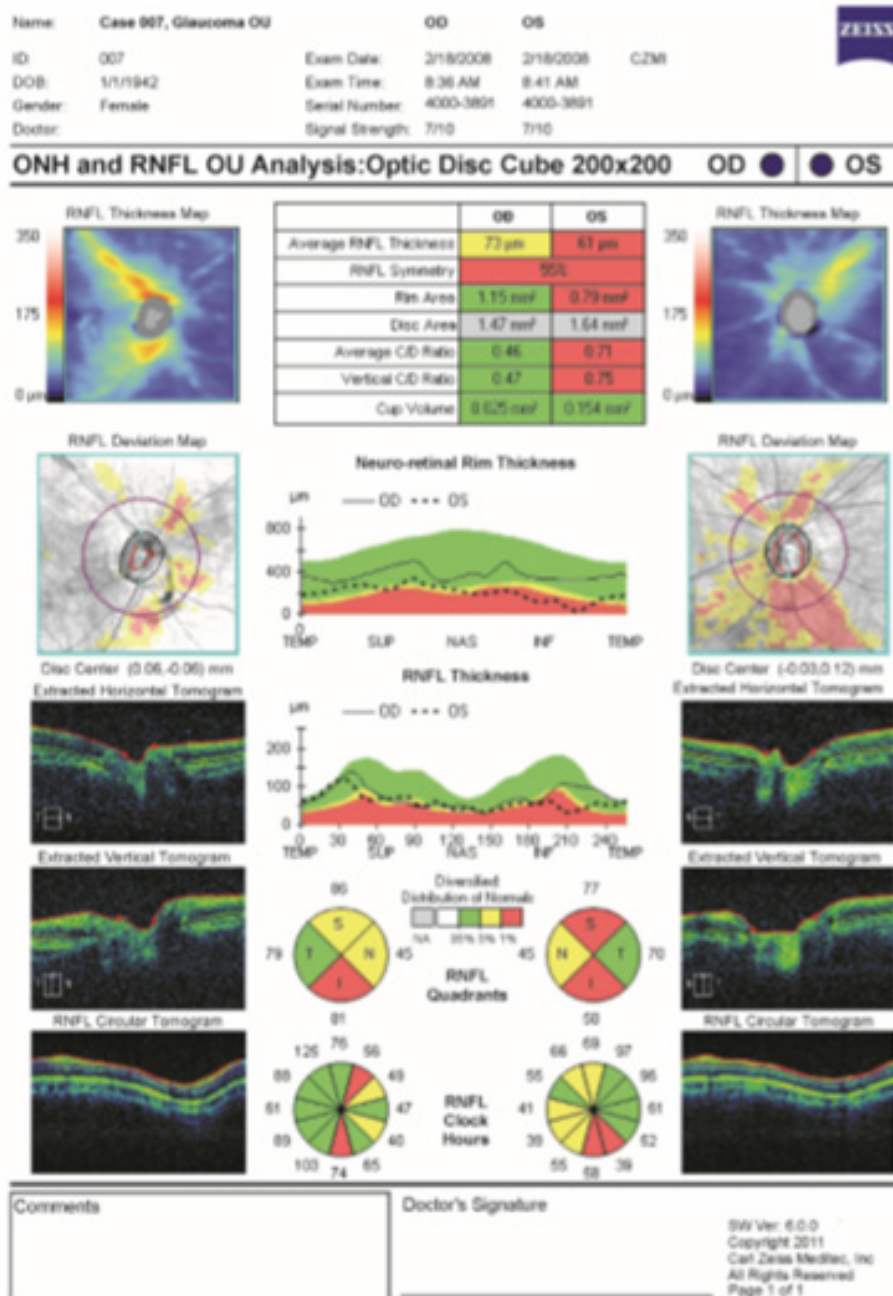 Name: Case 007, Glaucoma OU OD OS
ZEISS
ID: 007 Exam Date: 2/18/2008 2/18/2008 CZMI
DOB: 1/1/1942 Exam Time: 8:36 AM 8:41 AM
Gender: Female Serial Number: 4000-3891 4000-3891
Doctor: Signal Strength: 7/10 7/10
ONH and RNFL OU Analysis:Optic Disc Cube 200x200 OD OS
RNFL Thickness Map
350
175
0 µm
OD OS
Average RNFL Thickness 73 µm 61 µm
RNFL Symmetry 55%
Rim Area 1.15 mm² 0.79 mm²
Disc Area 1.47 mm² 1.64 mm²
Average C/D Ratio 0.46 0.71
Vertical C/D Ratio 0.47 0.75
Cup Volume 0.025 mm³ 0.154 mm³
RNFL Thickness Map
350
175
0 µm
RNFL Deviation Map
Disc Center (0.06,-0.06) mm
Neuro-retinal Rim Thickness
µm OD OS
800
400
0
0
TEMP SUP NAS INF TEMP
RNFL Deviation Map
Disc Center (-0.03,0.12) mm
Extracted Horizontal Tomogram
RNFL Thickness
µm OD OS
200
100
0
0 30 60 90 120 150 180 210 240
TEMP SUP NAS INF TEMP
Extracted Horizontal Tomogram
Extracted Vertical Tomogram
Diversified
Distribution of Normals
NA 95% 5% 1%
Extracted Vertical Tomogram
86
79 T S N I 45
81
RNFL
Quadrants
77
45 N S T I 70
50
RNFL Circular Tomogram
RNFL Circular Tomogram
76
125 56
88 49
61 47
89 40
103 65
74
RNFL
Clock
Hours
69
66 97
55 96
41 61
39 52
55 39
58
Comments
Doctor's Signature
SW Ver: 6.0.0
Copyright 2011
Carl Zeiss Meditec, Inc
All Rights Reserved
Page 1 of 1